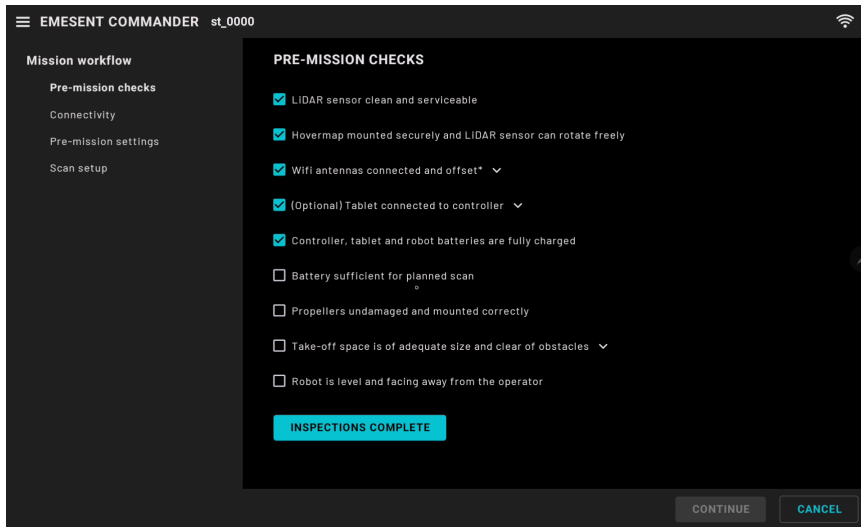 EMESENT COMMANDER st_0000
Mission workflow
Pre-mission checks
Connectivity
Pre-mission settings
Scan setup
PRE-MISSION CHECKS
LiDAR sensor clean and serviceable
Hovermap mounted securely and LiDAR sensor can rotate freely
Wifi antennas connected and offset*
(Optional) Tablet connected to controller
Controller, tablet and robot batteries are fully charged
Battery sufficient for planned scan
Propellers undamaged and mounted correctly
Take-off space is of adequate size and clear of obstacles
Robot is level and facing away from the operator
INSPECTIONS COMPLETE
CONTINUE CANCEL